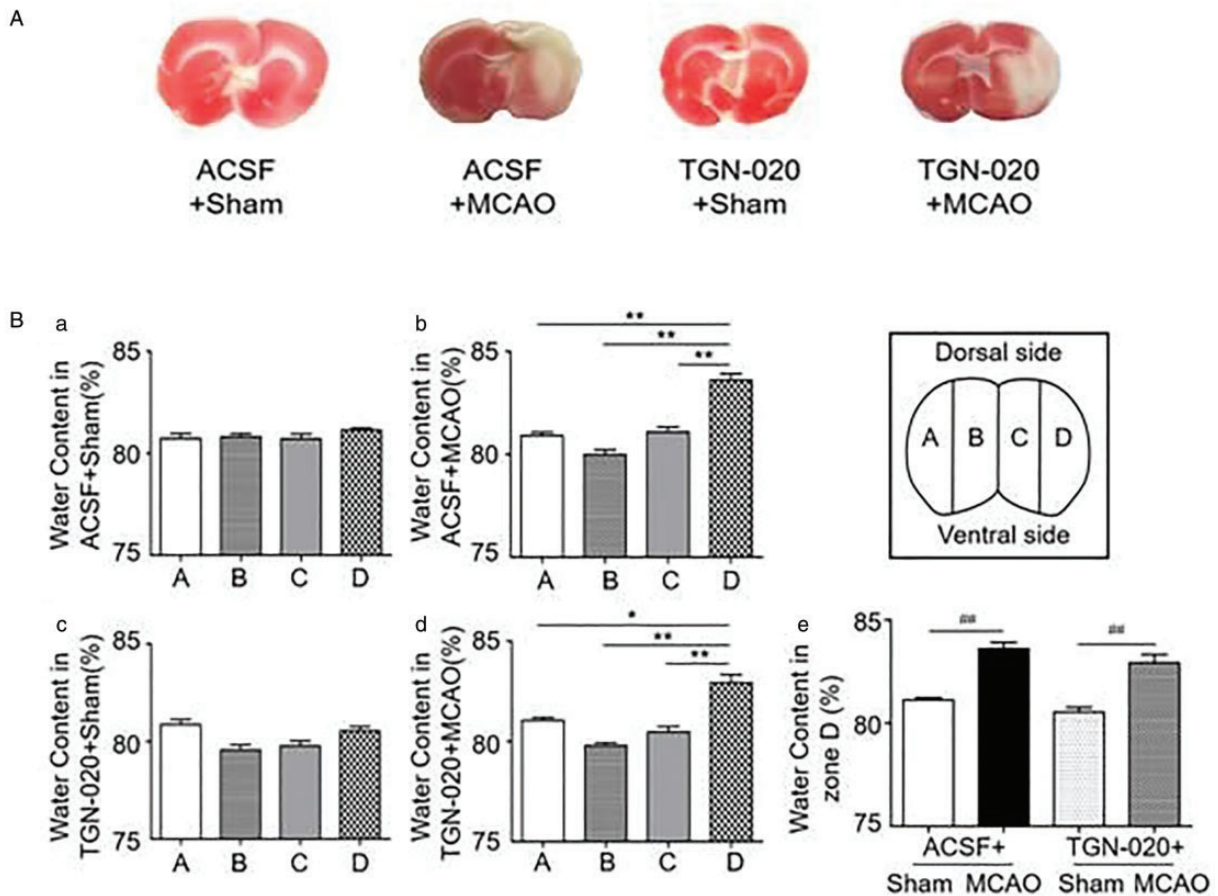 A
ACSF
+Sham
ACSF
+MCAO
TGN-020
+Sham
TGN-020
+MCAO
B
a
Water Content in
ACSF+Sham(%)
85
80
75
A B C D
b
Water Content in
ACSF+MCAO(%)
85
80
75
**
**
**
A B C D
Dorsal side
A B C D
Ventral side
c
Water Content in
TGN-020+Sham(%)
85
80
75
A B C D
d
Water Content in
TGN-020+MCAO(%)
85
80
75
*
**
**
A B C D
e
Water Content in
zone D (%)
85
80
75
##
##
ACSF+ TGN-020+
Sham MCAO Sham MCAO